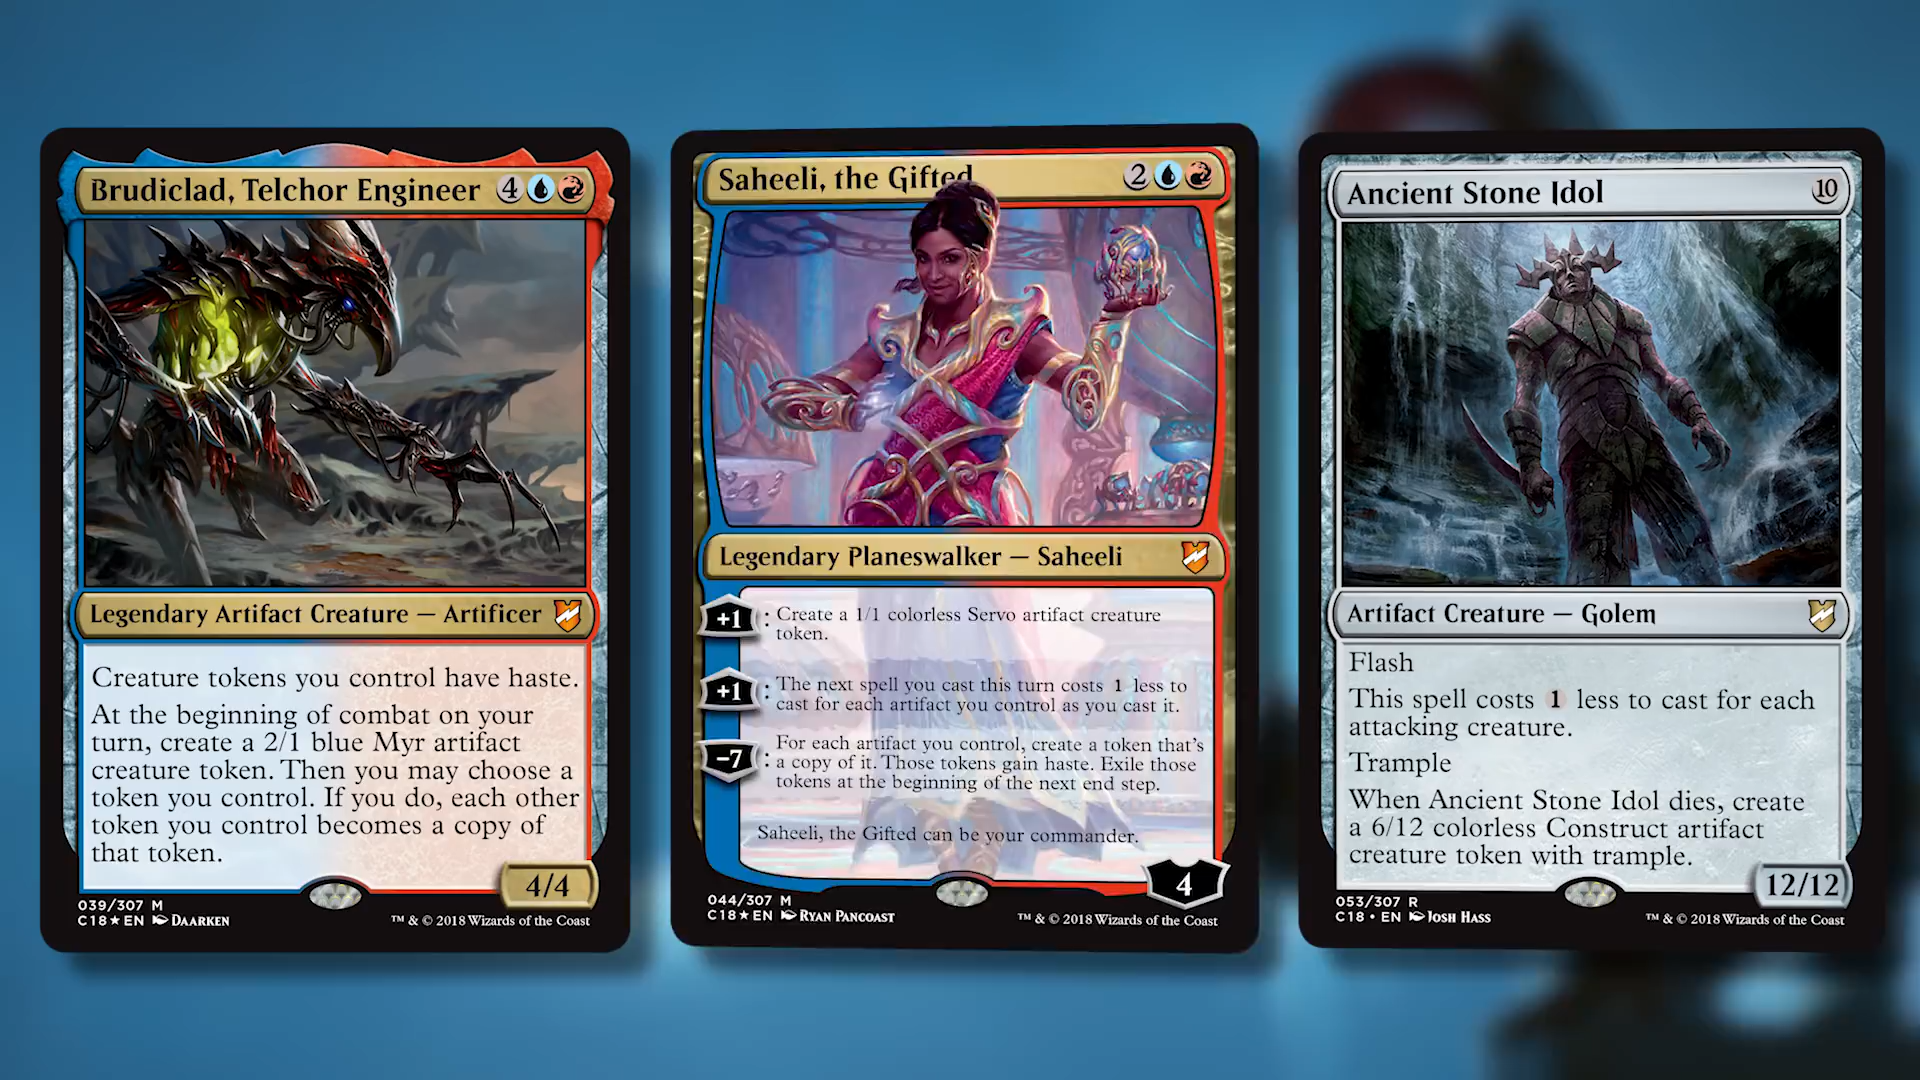 Brudiclad, Telchor Engineer 4
Legendary Artifact Creature — Artificer
Creature tokens you control have haste.
At the beginning of combat on your
turn, create a 2/1 blue Myr artifact
creature token. Then you may choose a
token you control. If you do, each other
token you control becomes a copy of
that token.
4/4
039/307 M
C18★EN DAARKEN
™ & © 2018 Wizards of the Coast
Saheeli, the Gifted 2
Legendary Planeswalker — Saheeli
+1 : Create a 1/1 colorless Servo artifact creature
token.
+1 : The next spell you cast this turn costs 1 less to
cast for each artifact you control as you cast it.
−7 : For each artifact you control, create a token that's
a copy of it. Those tokens gain haste. Exile those
tokens at the beginning of the next end step.
Saheeli, the Gifted can be your commander.
4
044/307 M
C18★EN RYAN PANCOAST
™ & © 2018 Wizards of the Coast
Ancient Stone Idol 10
Artifact Creature — Golem
Flash
This spell costs 1 less to cast for each
attacking creature.
Trample
When Ancient Stone Idol dies, create
a 6/12 colorless Construct artifact
creature token with trample.
12/12
053/307 R
C18 • EN JOSH HASS
™ & © 2018 Wizards of the Coast